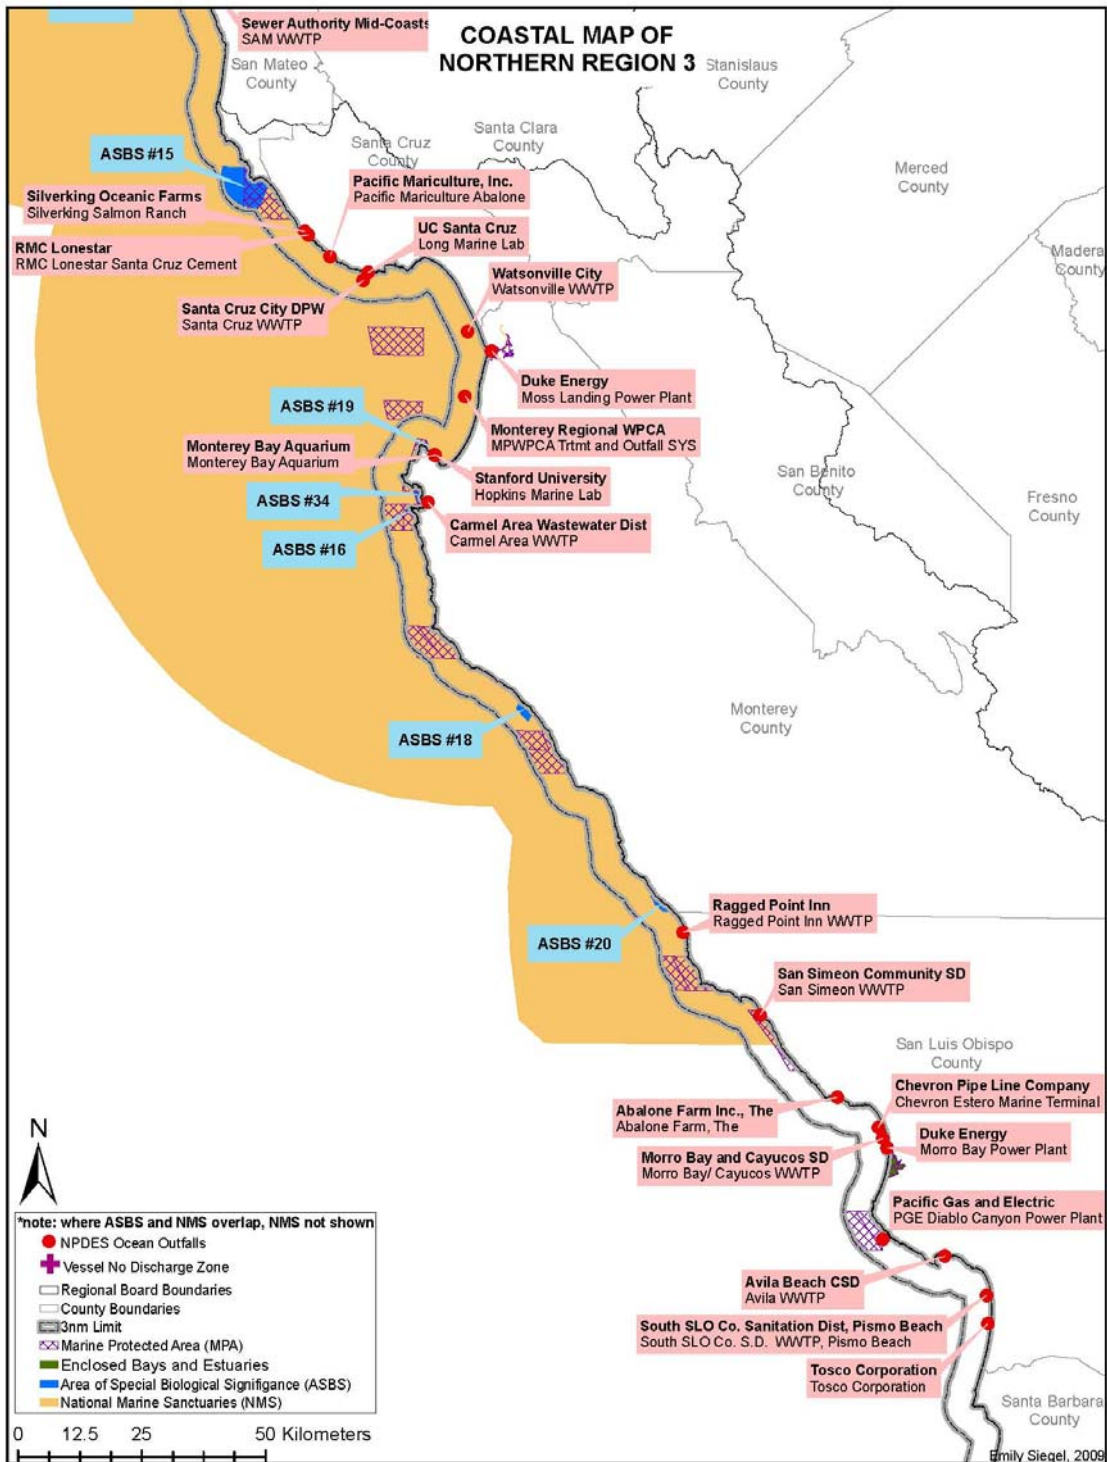 Sewer Authority Mid-Coasts
SAM WWTP
COASTAL MAP OF
NORTHERN REGION 3
San Mateo
County
Stanislaus
County
Santa Clara
County
Santa Cruz
County
Merced
County
ASBS #15
Pacific Mariculture, Inc.
Pacific Mariculture Abalone
Silverking Oceanic Farms
Silverking Salmon Ranch
UC Santa Cruz
Long Marine Lab
RMC Lonestar
RMC Lonestar Santa Cruz Cement
Madera
County
Watsonville City
Watsonville WWTP
Santa Cruz City DPW
Santa Cruz WWTP
Duke Energy
Moss Landing Power Plant
ASBS #19
Monterey Regional WPCA
MPWPCA Trtmt and Outfall SYS
Monterey Bay Aquarium
Monterey Bay Aquarium
Stanford University
Hopkins Marine Lab
San Benito
County
ASBS #34
Fresno
County
Carmel Area Wastewater Dist
Carmel Area WWTP
ASBS #16
Monterey
County
ASBS #18
Ragged Point Inn
Ragged Point Inn WWTP
ASBS #20
San Simeon Community SD
San Simeon WWTP
San Luis Obispo
County
Chevron Pipe Line Company
Chevron Estero Marine Terminal
Abalone Farm Inc., The
Abalone Farm, The
Duke Energy
Morro Bay Power Plant
Morro Bay and Cayucos SD
Morro Bay/ Cayucos WWTP
Pacific Gas and Electric
PGE Diablo Canyon Power Plant
Avila Beach CSD
Avila WWTP
South SLO Co. Sanitation Dist, Pismo Beach
South SLO Co. S.D. WWTP, Pismo Beach
Tosco Corporation
Tosco Corporation
Santa Barbara
County
N
*note: where ASBS and NMS overlap, NMS not shown
NPDES Ocean Outfalls
Vessel No Discharge Zone
Regional Board Boundaries
County Boundaries
3nm Limit
Marine Protected Area (MPA)
Enclosed Bays and Estuaries
Area of Special Biological Signifigance (ASBS)
National Marine Sanctuaries (NMS)
0 12.5 25 50 Kilometers
Emily Siegel, 2009